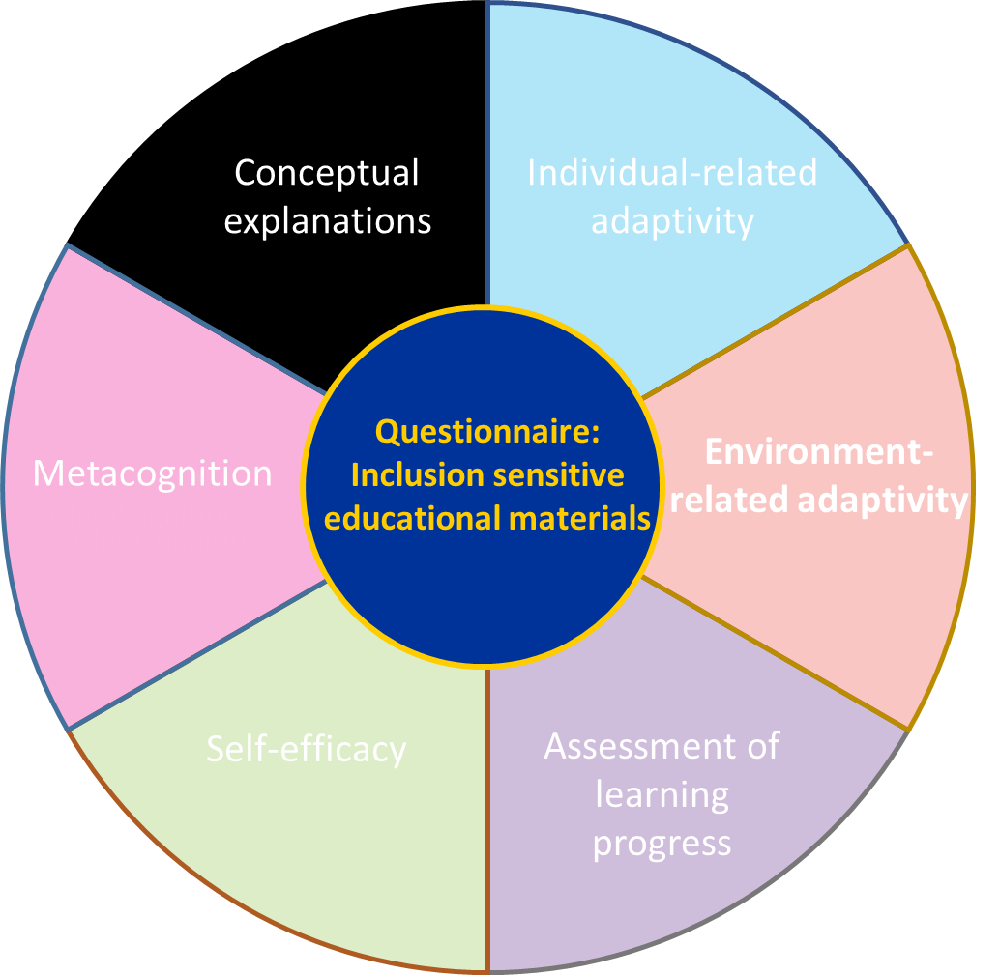 Conceptual
explanations
Individual-related
adaptivity
Metacognition
Questionnaire:
Inclusion sensitive
educational materials
Environment-
related adaptivity
Self-efficacy
Assessment of
learning
progress